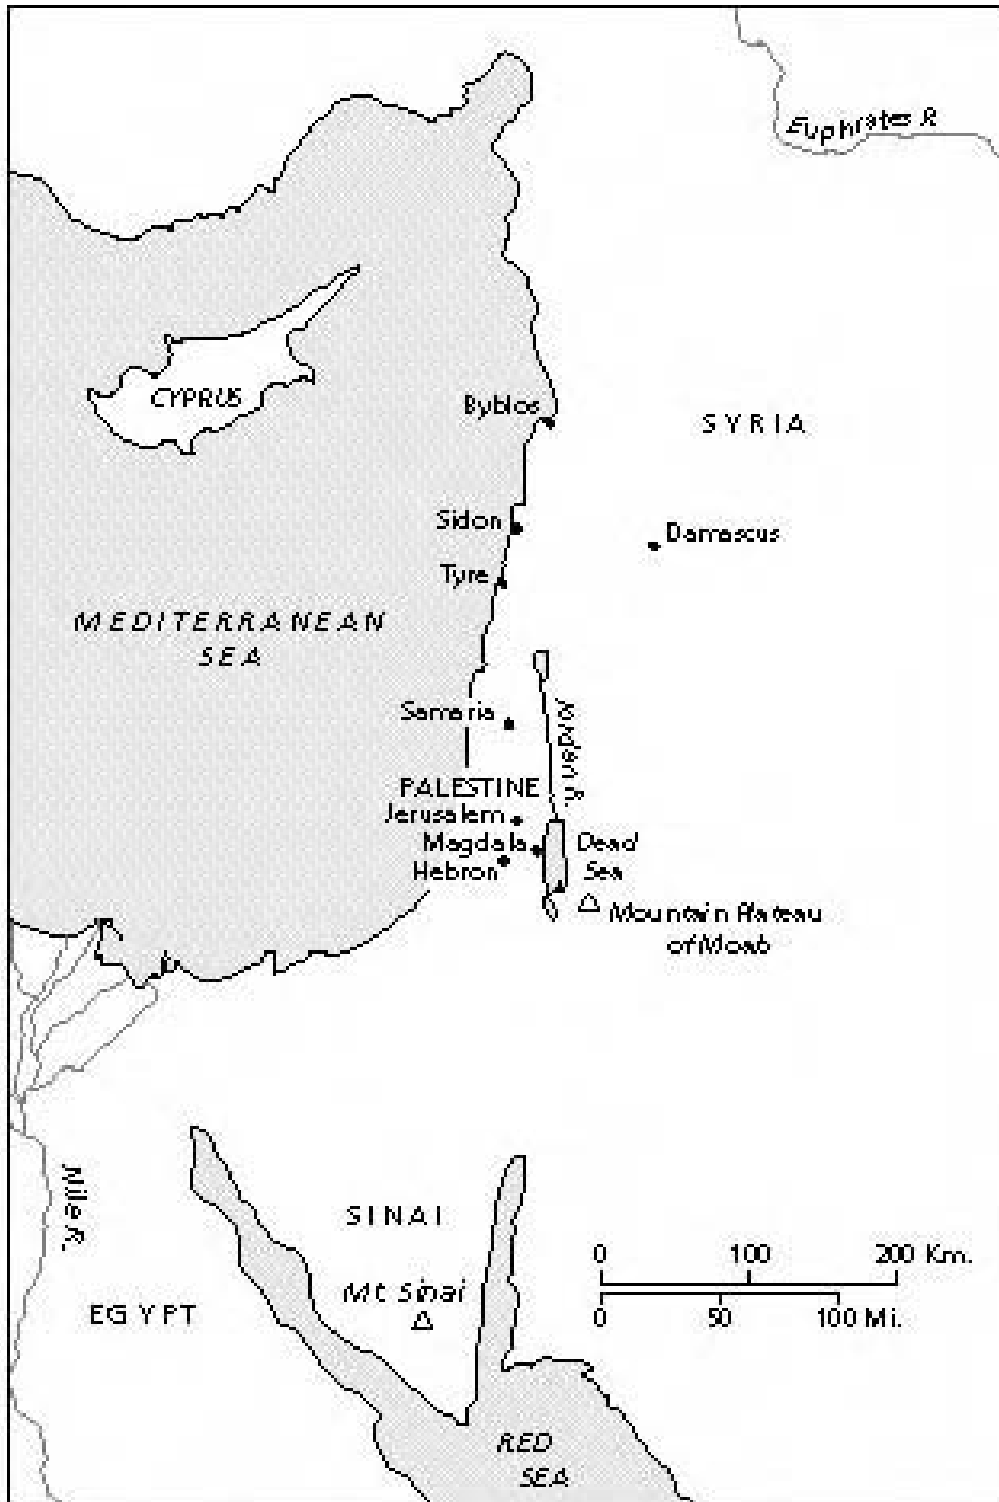 Euphrates R
CYPRUS
Byblos
SYRIA
Sidon
Damascus
Tyre
MEDITERRANEAN
SEA
Samaria
Jordan R.
PALESTINE
Jerusalem
Magdala
Dead
Sea
Hebron
Mountain Plateau
of Moab
Nile R.
SINAI
0 100 200 Km.
Mt. Sinai
EGYPT
0 50 100 Mi.
RED
SEA